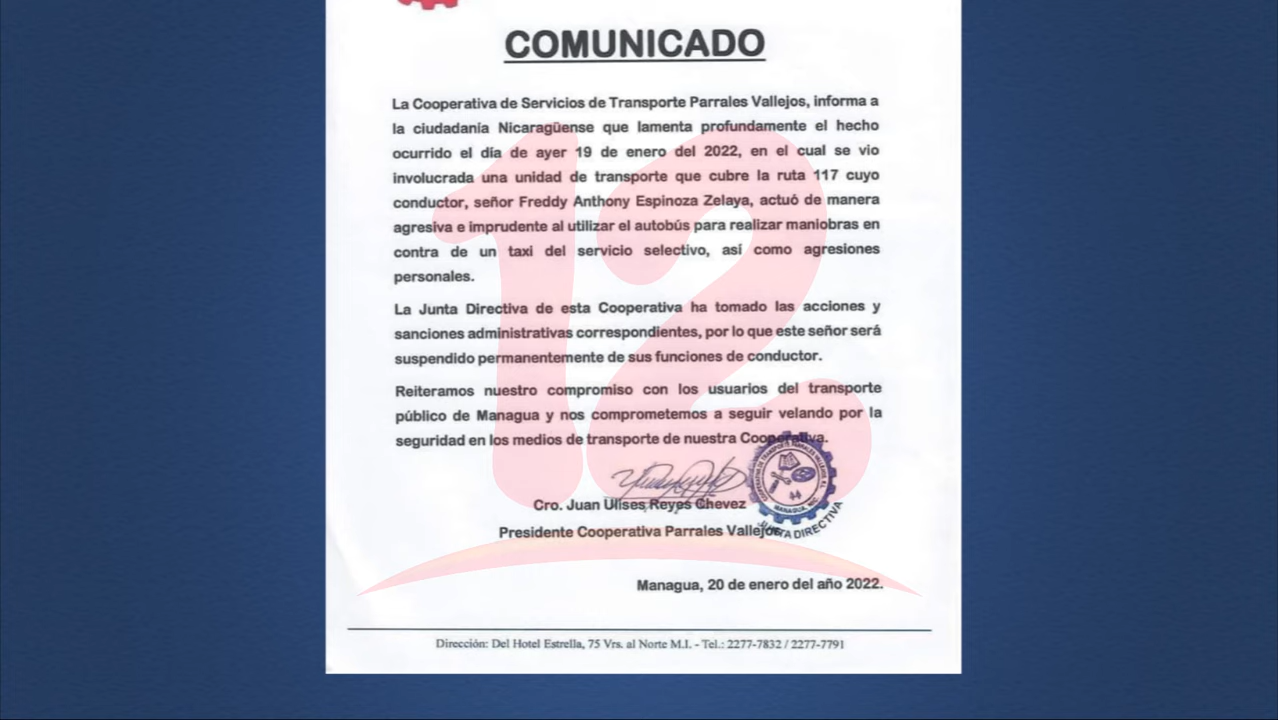 COMUNICADO
La Cooperativa de Servicios de Transporte Parrales Vallejos, informa a
la ciudadanía Nicaragüense que lamenta profundamente el hecho
ocurrido el día de ayer 19 de enero del 2022, en el cual se vio
involucrada una unidad de transporte que cubre la ruta 117 cuyo
conductor, señor Freddy Anthony Espinoza Zelaya, actuó de manera
agresiva e imprudente al utilizar el autobús para realizar maniobras en
contra de un taxi del servicio selectivo, así como agresiones
personales.
La Junta Directiva de esta Cooperativa ha tomado las acciones y
sanciones administrativas correspondientes, por lo que este señor será
suspendido permanentemente de sus funciones de conductor.
Reiteramos nuestro compromiso con los usuarios del transporte
público de Managua y nos comprometemos a seguir velando por la
seguridad en los medios de transporte de nuestra Cooperativa.
Cro. Juan Ulises Reyes Chevez
Presidente Cooperativa Parrales Vallejos
COOPERATIVA DE TRANSPORTE PARRALES VALLEJOS R.L.
MANAGUA, NIC.
JUNTA DIRECTIVA
Managua, 20 de enero del año 2022.
Dirección: Del Hotel Estrella, 75 Vrs. al Norte M.I. - Tel.: 2277-7832 / 2277-7791
12